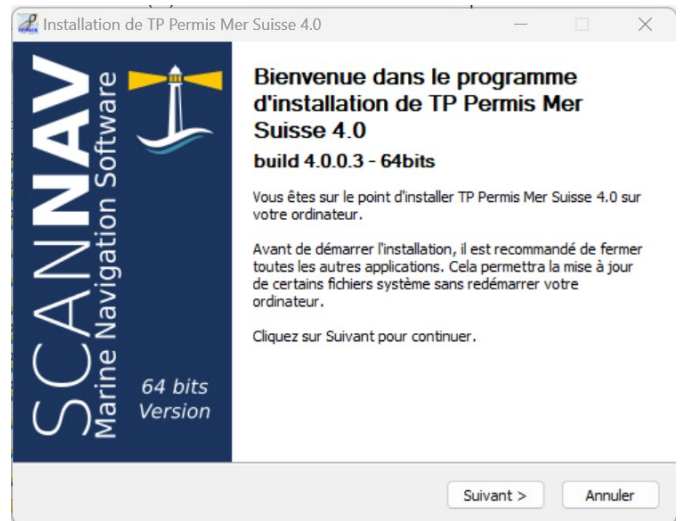 Installation de TP Permis Mer Suisse 4.0
SCANNAV
Marine Navigation Software
64 bits
Version
Bienvenue dans le programme
d'installation de TP Permis Mer
Suisse 4.0
build 4.0.0.3 - 64bits
Vous êtes sur le point d'installer TP Permis Mer Suisse 4.0 sur
votre ordinateur.
Avant de démarrer l'installation, il est recommandé de fermer
toutes les autres applications. Cela permettra la mise à jour
de certains fichiers système sans redémarrer votre
ordinateur.
Cliquez sur Suivant pour continuer.
Suivant >
Annuler